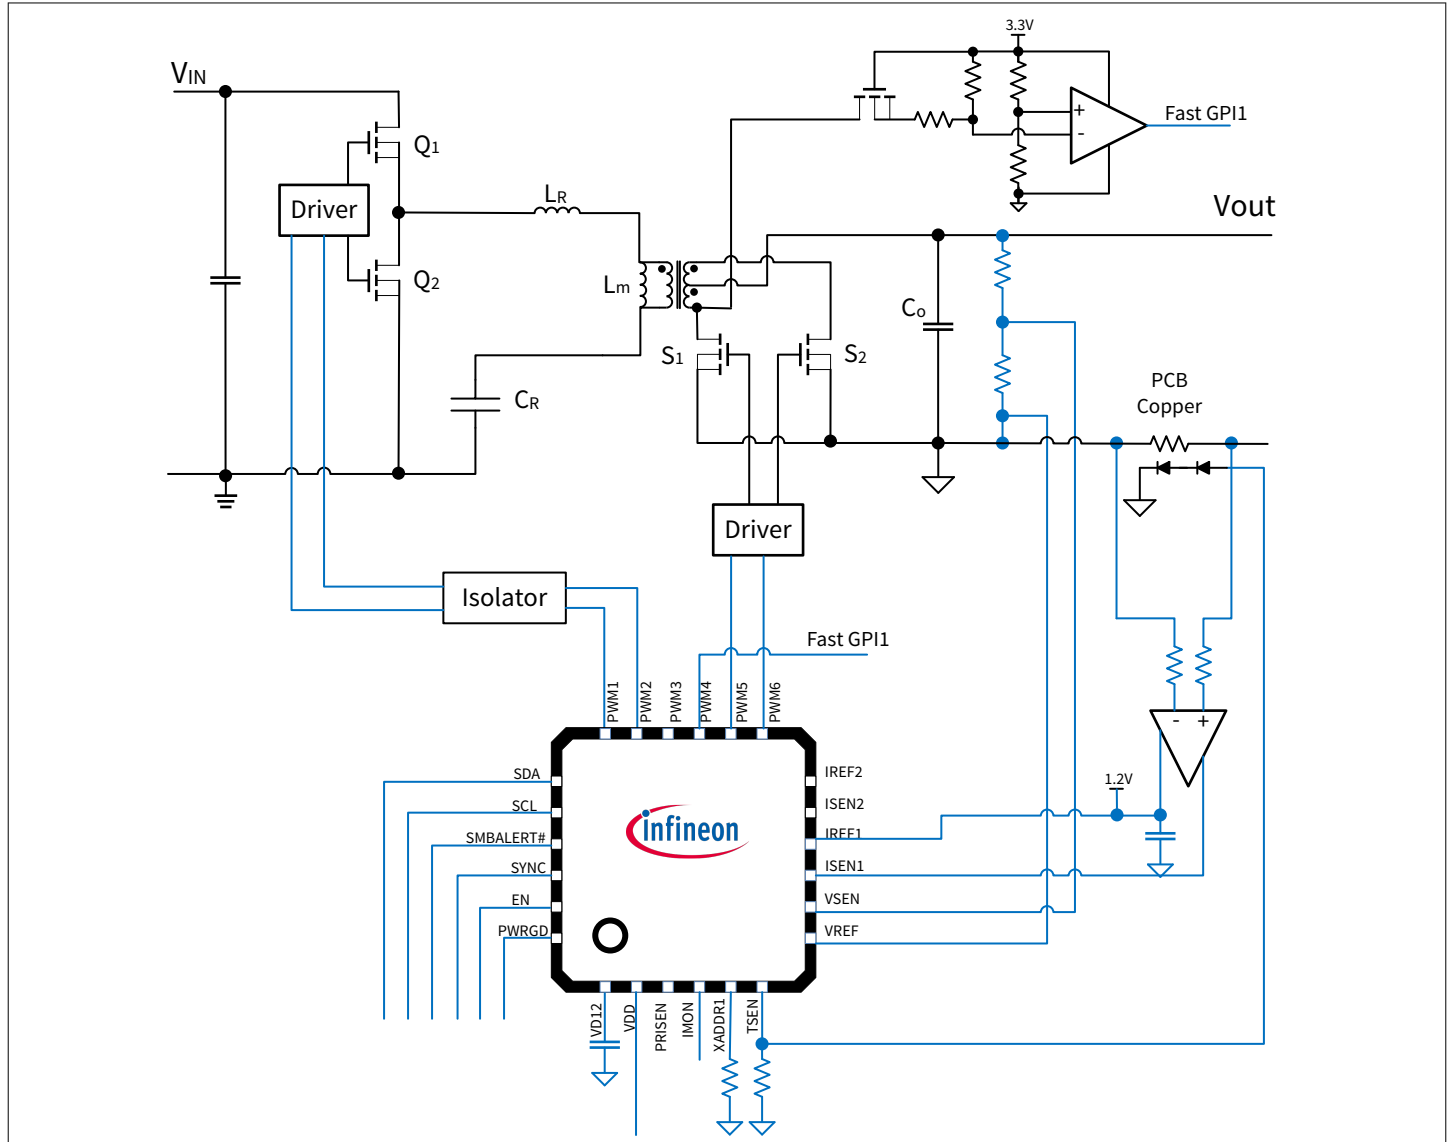 3.3V
VIN
+
-
Fast GPI1
Q1
Driver
LR
Vout
Q2
Lm
Co
S1
S2
PCB
Copper
CR
Driver
Isolator
Fast GPI1
PWM1
PWM2
PWM3
PWM4
PWM5
PWM6
- +
SDA
SCL
SMBALERT#
SYNC
EN
PWRGD
infineon
IREF2
ISEN2
IREF1
ISEN1
VSEN
VREF
1.2V
VD12
VDD
PRISEN
IMON
XADDR1
TSEN